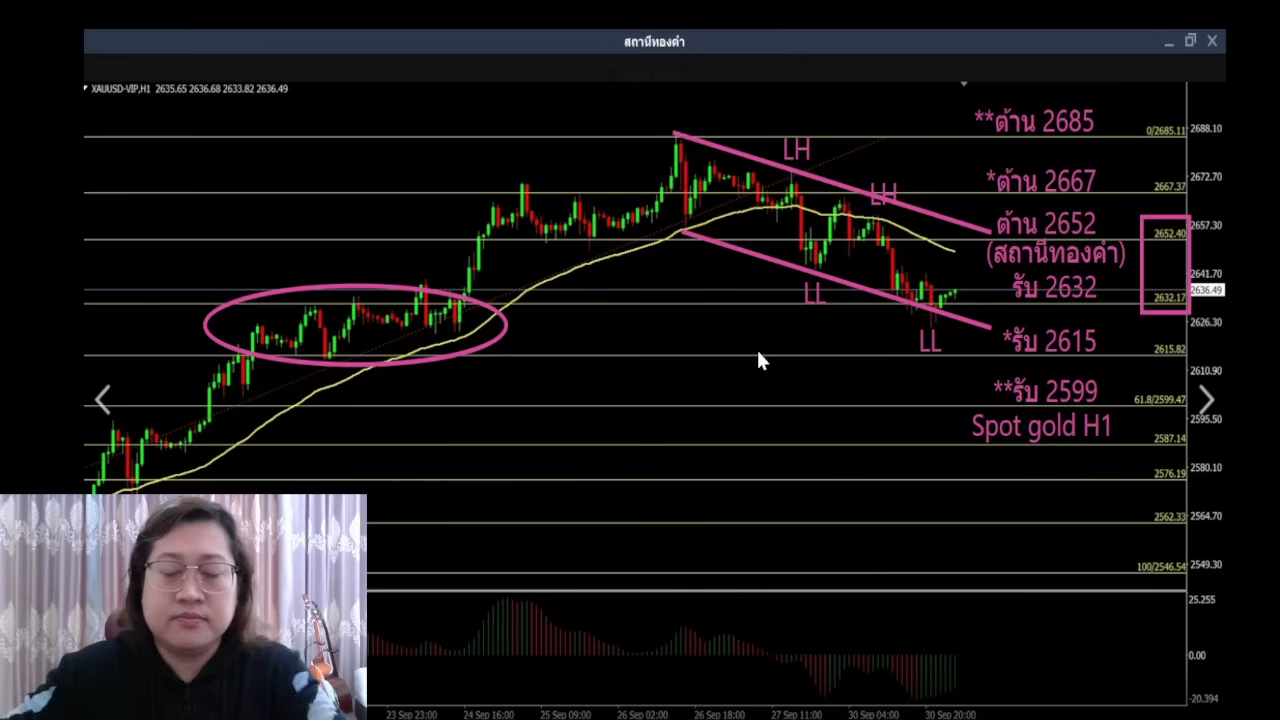 สถานีทองคำ
XAUUSD-VIP,H1 2635.65 2636.68 2633.82 2636.49
**ต้าน 2685
0/2685.11
2688.10
LH
*ต้าน 2667
2672.70
2667.37
LH
ต้าน 2652
2657.30
2652.40
(สถานีทองคำ)
2641.70
LL
รับ 2632
2636.49
2632.17
2626.30
LL
*รับ 2615
2615.82
2610.90
**รับ 2599
61.8/2599.47
2595.50
Spot gold H1
2587.14
2580.10
2576.19
2562.33
2564.70
100/2546.54
2549.30
25.255
0.00
-20.394
23 Sep 23:00 24 Sep 16:00 25 Sep 09:00 26 Sep 02:00 26 Sep 18:00 27 Sep 11:00 30 Sep 04:00 30 Sep 20:00